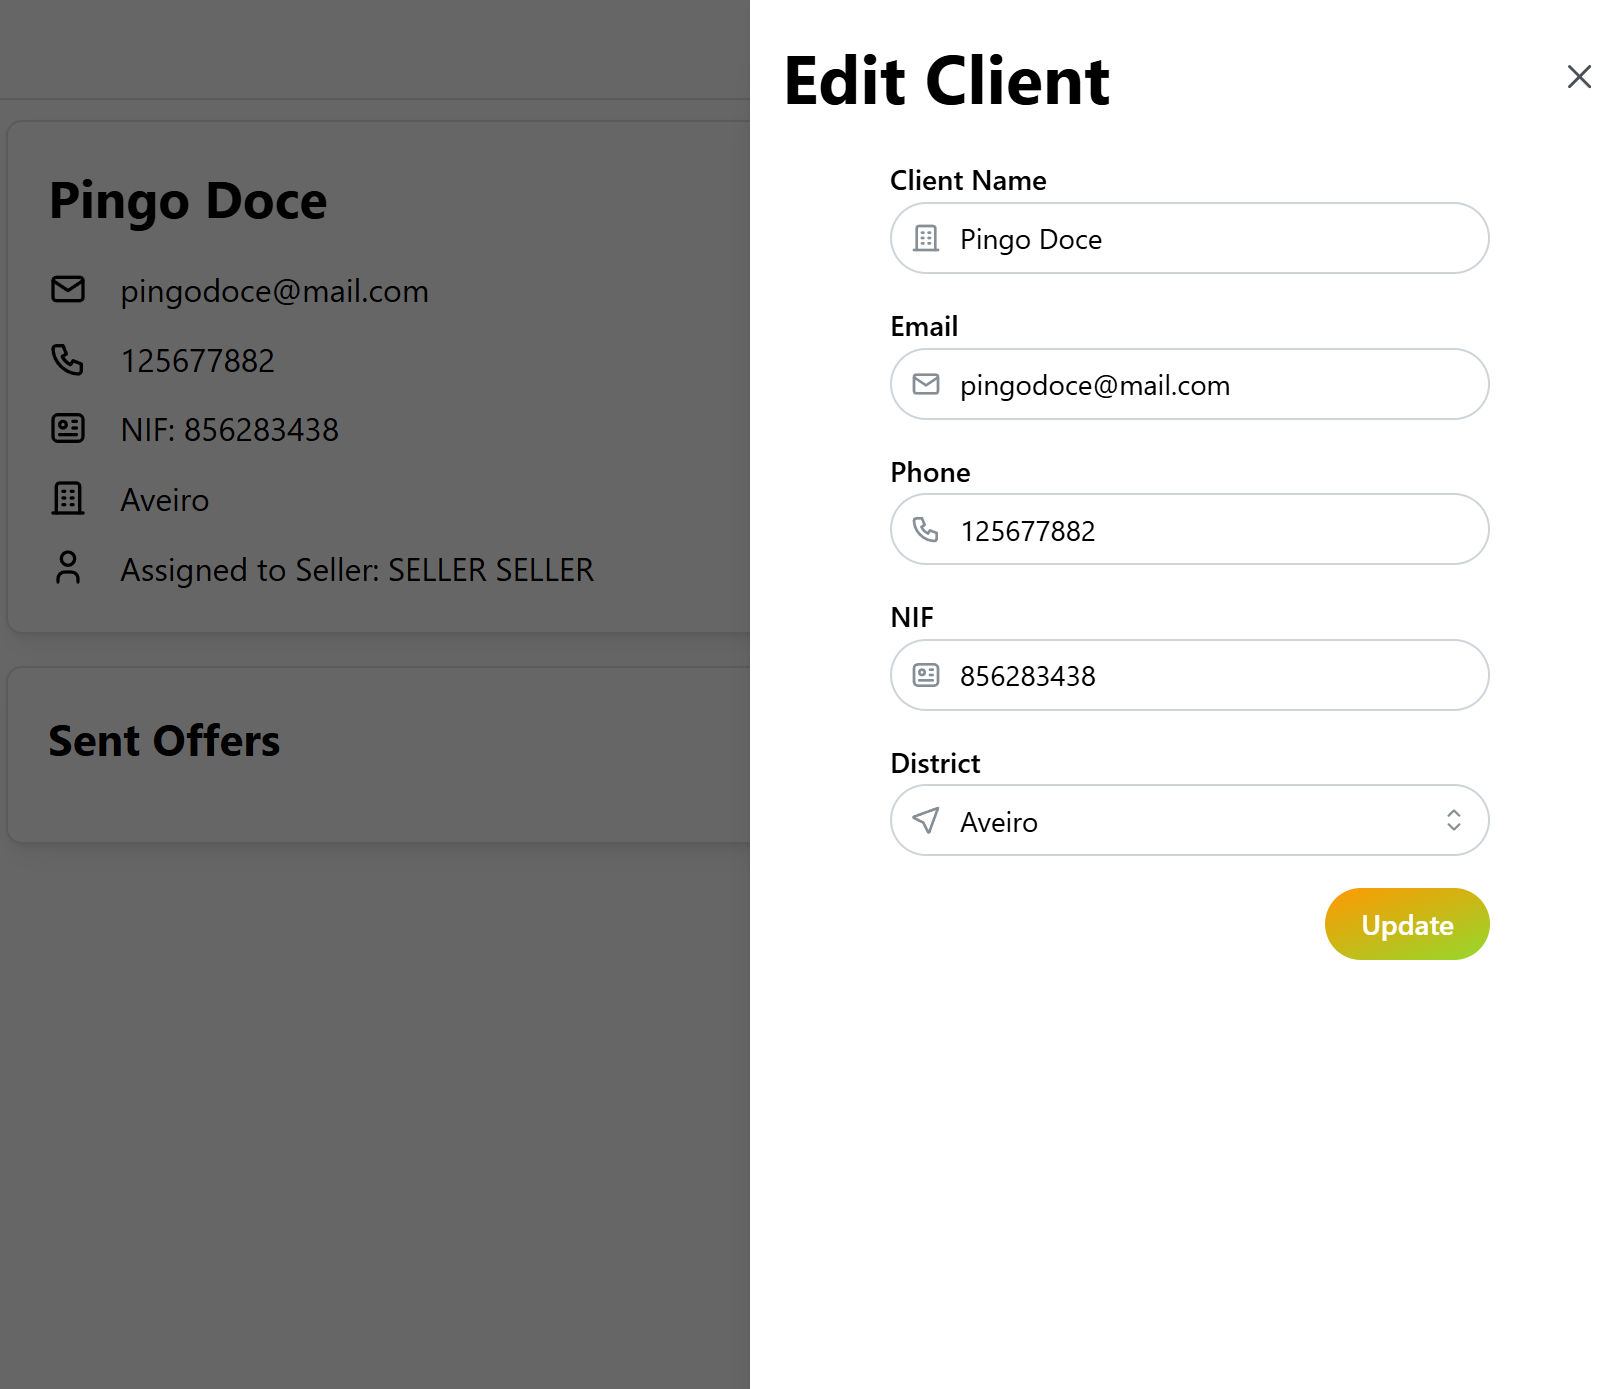 Pingo Doce
pingodoce@mail.com
125677882
NIF: 856283438
Aveiro
Assigned to Seller: SELLER SELLER
Sent Offers
Edit Client
Client Name
Pingo Doce
Email
pingodoce@mail.com
Phone
125677882
NIF
856283438
District
Aveiro
Update